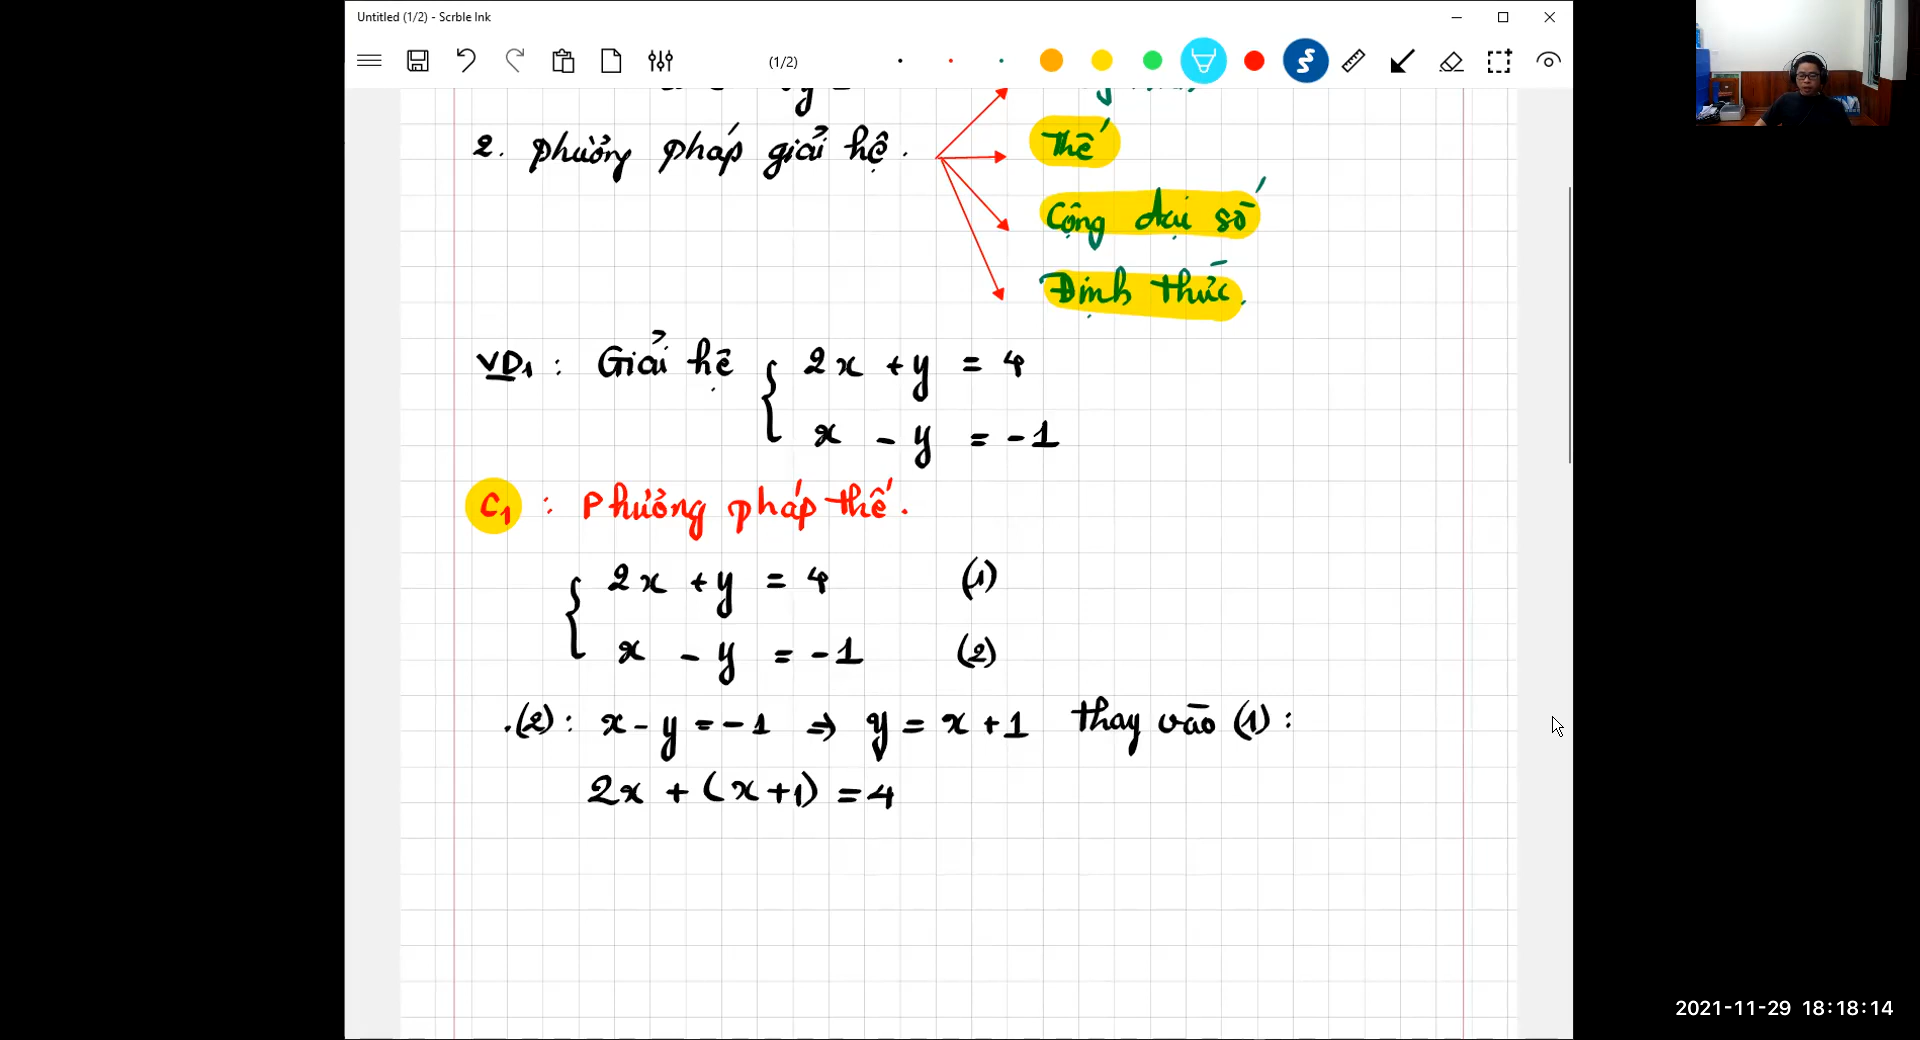 Untitled (1/2) - Scrble Ink
(1/2)
2. phương pháp giải hệ.
Thế
Cộng đại số
Định thức.
VD1: Giải hệ { 2x + y = 4
x - y = -1
C1: Phương pháp thế.
{ 2x + y = 4 (1)
x - y = -1 (2)
.(2): x - y = -1 ⇒ y = x + 1 thay vào (1):
2x + (x+1) = 4
2021-11-29 18:18:14